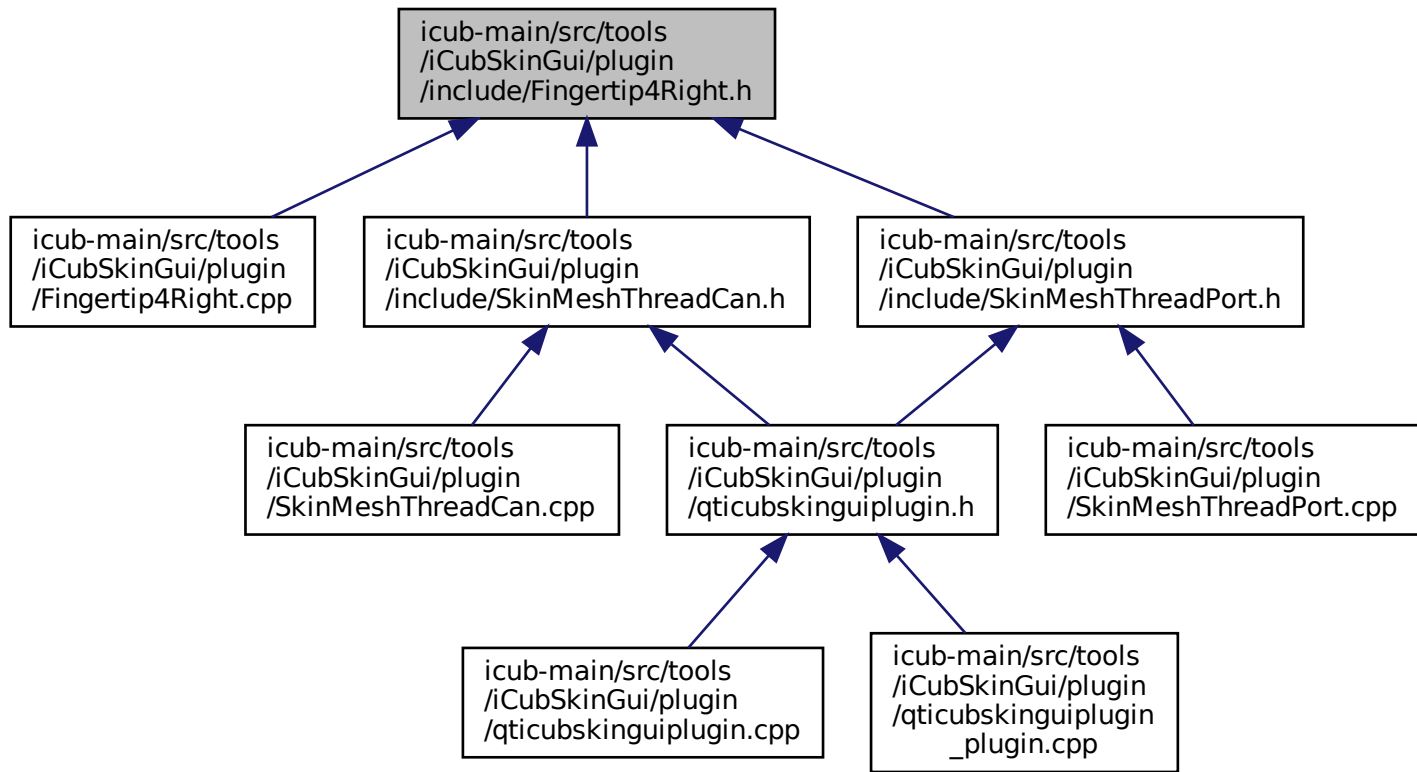 icub-main/src/tools
/iCubSkinGui/plugin
/include/Fingertip4Right.h
icub-main/src/tools
/iCubSkinGui/plugin
/Fingertip4Right.cpp
icub-main/src/tools
/iCubSkinGui/plugin
/include/SkinMeshThreadCan.h
icub-main/src/tools
/iCubSkinGui/plugin
/include/SkinMeshThreadPort.h
icub-main/src/tools
/iCubSkinGui/plugin
/SkinMeshThreadCan.cpp
icub-main/src/tools
/iCubSkinGui/plugin
/qticubskinguiplugin.h
icub-main/src/tools
/iCubSkinGui/plugin
/SkinMeshThreadPort.cpp
icub-main/src/tools
/iCubSkinGui/plugin
/qticubskinguiplugin.cpp
icub-main/src/tools
/iCubSkinGui/plugin
/qticubskinguiplugin
_plugin.cpp